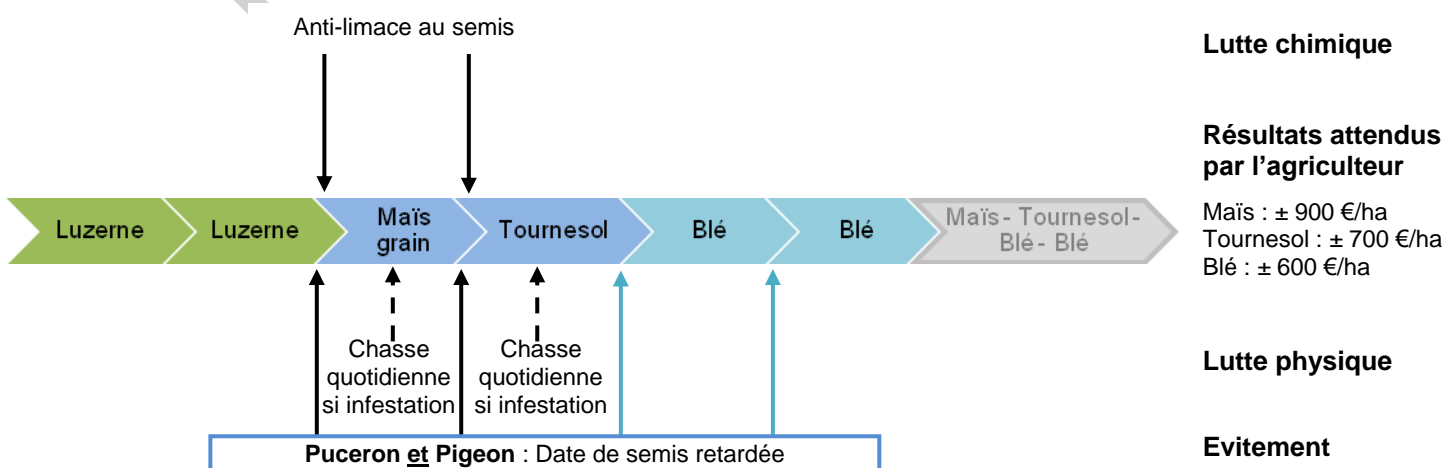 Anti-limace au semis
Lutte chimique
Résultats attendus
par l’agriculteur
Luzerne
Luzerne
Maïs
grain
Tournesol
Blé
Blé
Maïs - Tournesol -
Blé - Blé
Maïs : ± 900 €/ha
Tournesol : ± 700 €/ha
Blé : ± 600 €/ha
Chasse
quotidienne
si infestation
Chasse
quotidienne
si infestation
Lutte physique
Puceron et Pigeon : Date de semis retardée
Evitement